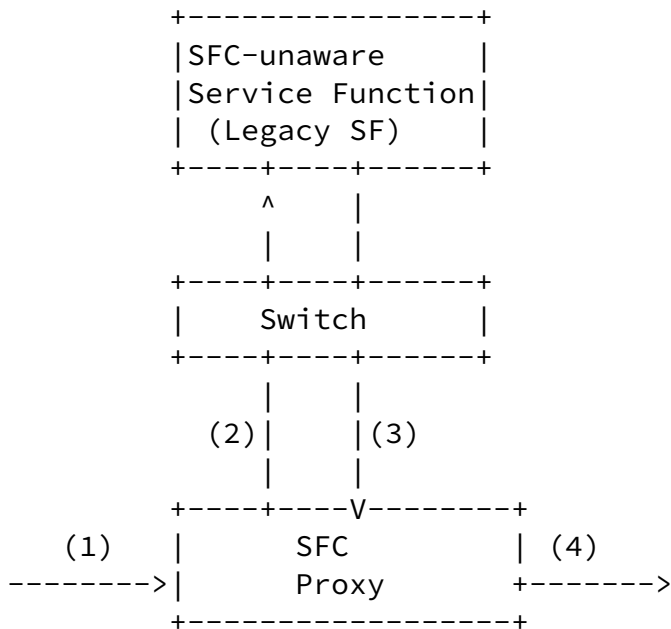 SFC-unaware
Service Function
(Legacy SF)
Switch
(2) (3)
(1) SFC (4)
Proxy